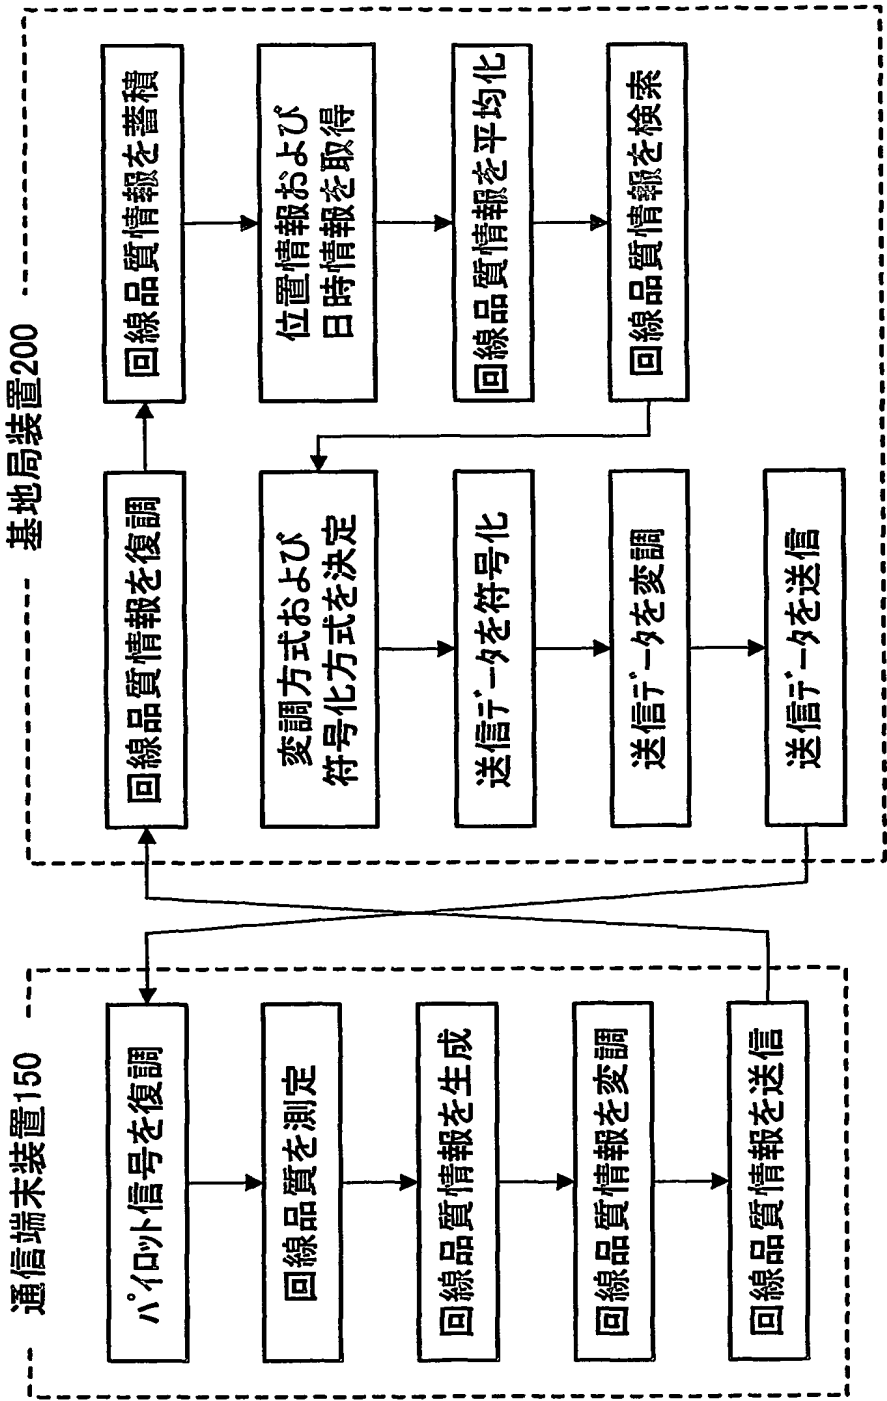 通信端末装置150
パイロット信号を復調
回線品質を測定
回線品質情報を生成
回線品質情報を変調
回線品質情報を送信
基地局装置200
回線品質情報を復調
変調方式および
符号化方式を決定
送信データを符号化
送信データを変調
送信データを送信
回線品質情報を蓄積
位置情報および
日時情報を取得
回線品質情報を平均化
回線品質情報を検索